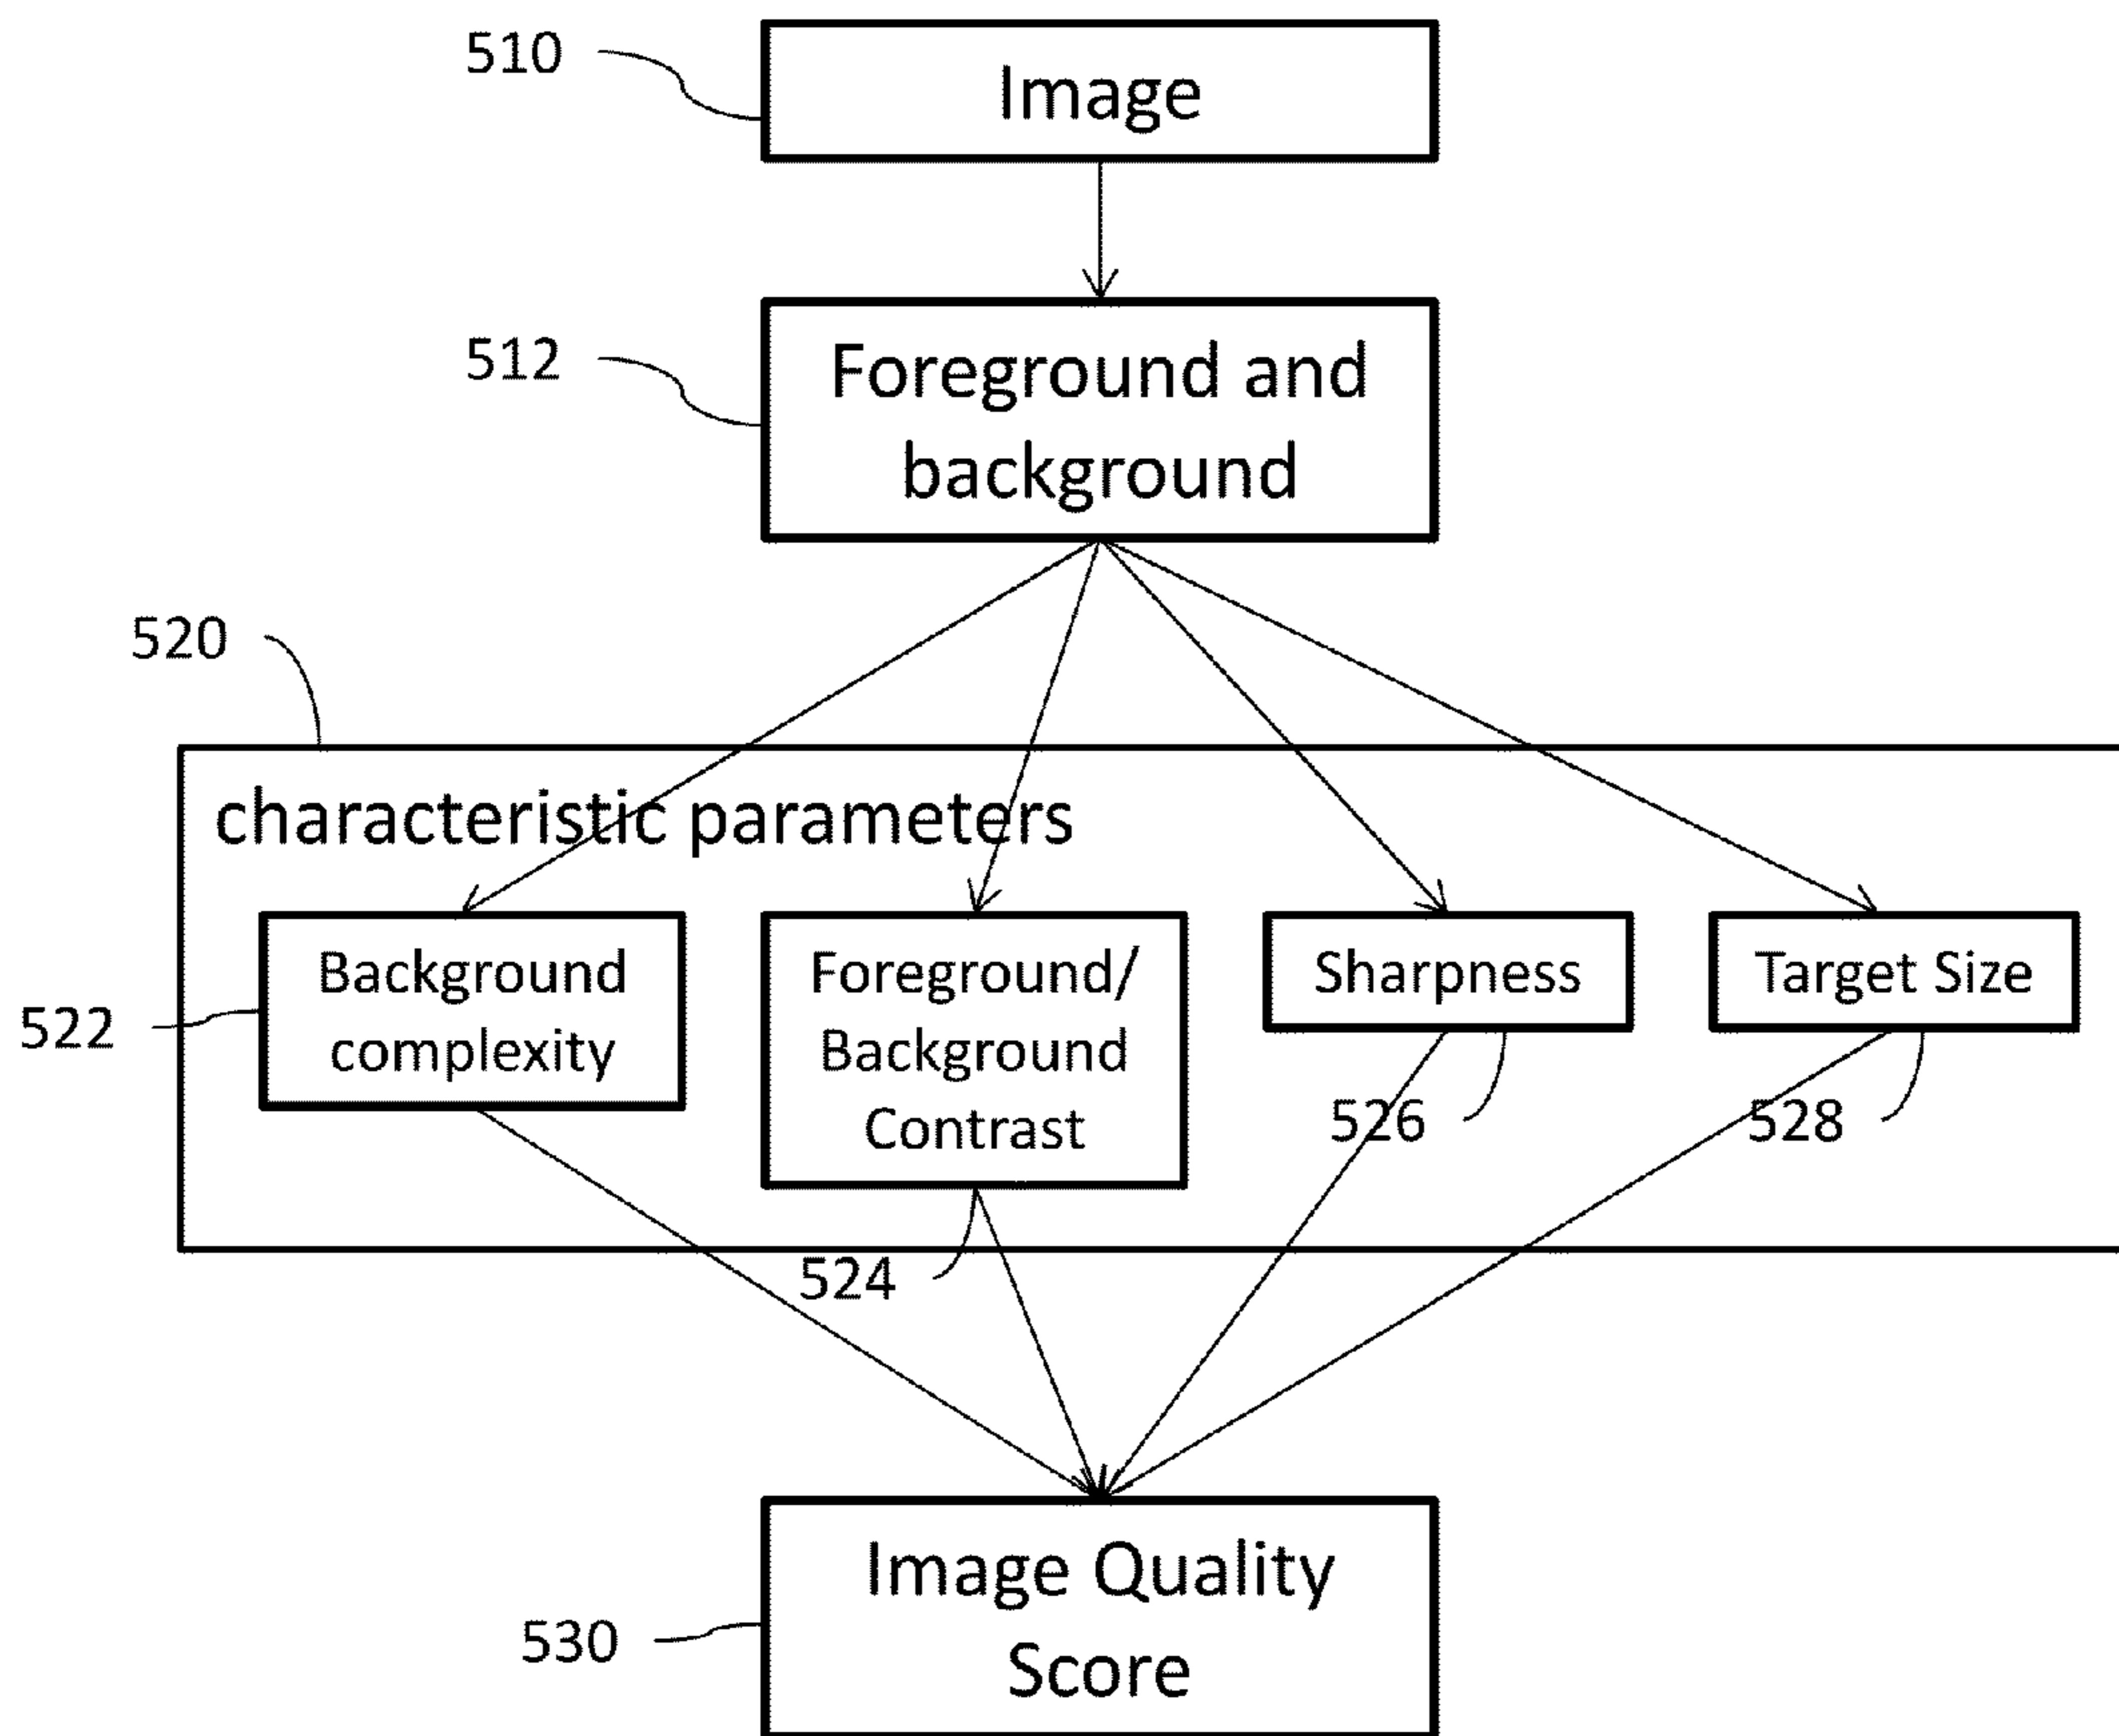 510
Image
512
Foreground and
background
520
characteristic parameters
522
Background
complexity
Foreground/
Background
Contrast
524
Sharpness
526
Target Size
528
530
Image Quality
Score